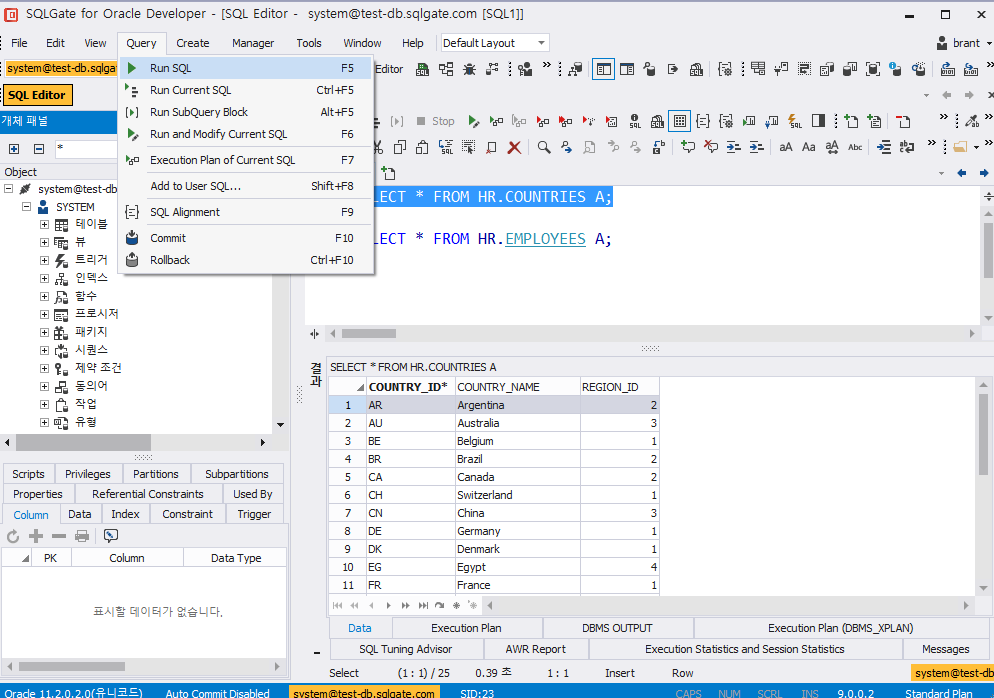 SQLGate for Oracle Developer - [SQL Editor - system@test-db.sqlgate.com [SQL1]]
File Edit View Query Create Manager Tools Window Help Default Layout brant
system@test-db.sqlga Editor
Run SQL F5
Run Current SQL Ctrl+F5
Run SubQuery Block Alt+F5
Run and Modify Current SQL F6
Execution Plan of Current SQL F7
Add to User SQL... Shift+F8
SQL Alignment F9
Commit F10
Rollback Ctrl+F10
SQL Editor
개체 패널
Stop
*
aA Aa aA Abc
Object
system@test-db
SYSTEM
테이블
뷰
트리거
인덱스
함수
프로시저
패키지
시퀀스
제약 조건
동의어
작업
유형
LECT * FROM HR.COUNTRIES A;
LECT * FROM HR.EMPLOYEES A;
결과
SELECT * FROM HR.COUNTRIES A
COUNTRY_ID* COUNTRY_NAME REGION_ID
1 AR Argentina 2
2 AU Australia 3
3 BE Belgium 1
4 BR Brazil 2
5 CA Canada 2
6 CH Switzerland 1
7 CN China 3
8 DE Germany 1
9 DK Denmark 1
10 EG Egypt 4
11 FR France 1
Scripts Privileges Partitions Subpartitions
Properties Referential Constraints Used By
Column Data Index Constraint Trigger
PK Column Data Type
표시할 데이터가 없습니다.
Data Execution Plan DBMS OUTPUT Execution Plan (DBMS_XPLAN)
SQL Tuning Advisor AWR Report Execution Statistics and Session Statistics Messages
Select (1 : 1) / 25 0.39 초 1 : 1 Insert Row system@test-db
Oracle 11.2.0.2.0(유니코드) Auto Commit Disabled system@test-db.sqlgate.com SID:23 CAPS NUM SCRL INS 9.0.0.2 Standard Plan